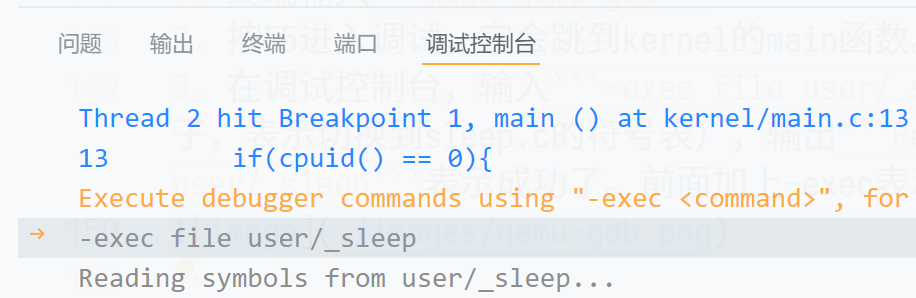 问题 输出 终端 端口 调试控制台
Thread 2 hit Breakpoint 1, main () at kernel/main.c:13
13        if(cpuid() == 0){
Execute debugger commands using "-exec <command>", for
→ -exec file user/_sleep
Reading symbols from user/_sleep...